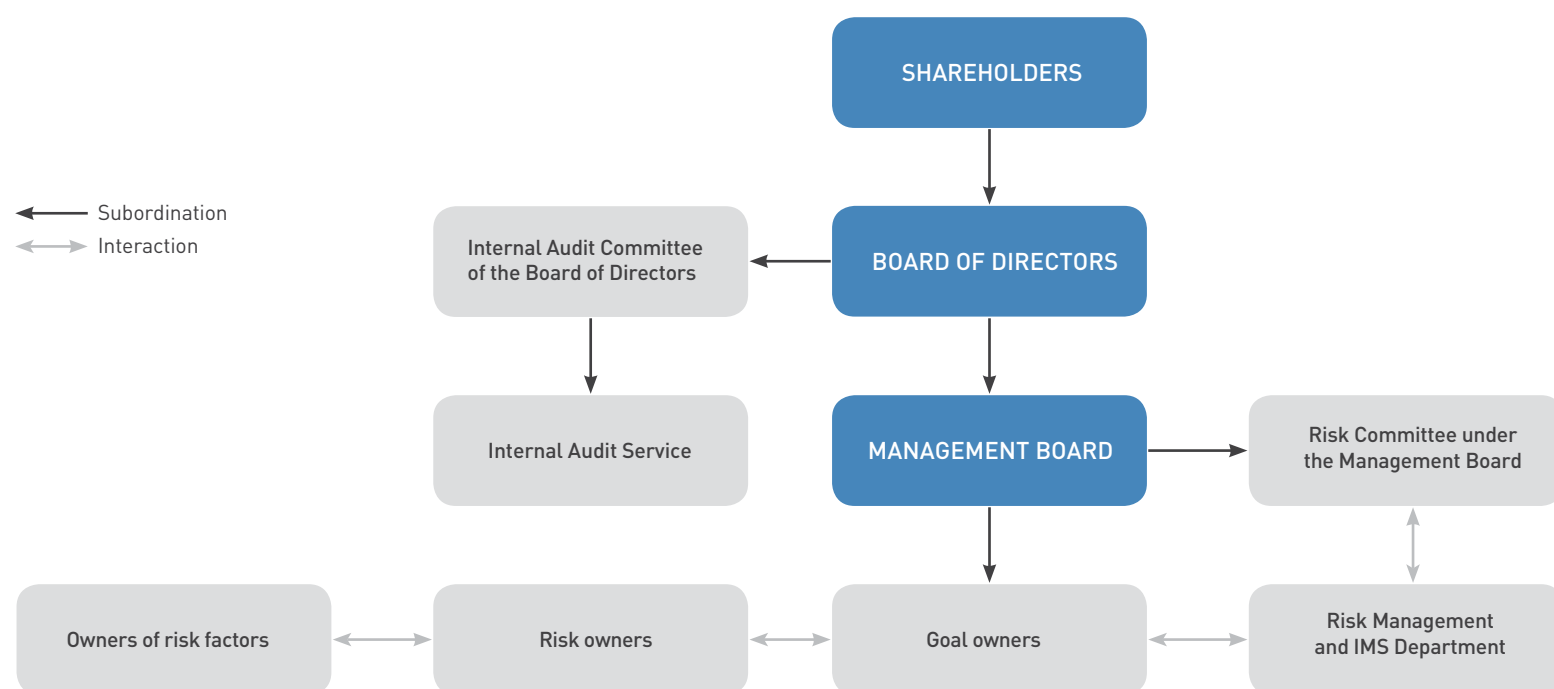 SHAREHOLDERS
Subordination
Interaction
Internal Audit Committee
of the Board of Directors
BOARD OF DIRECTORS
Internal Audit Service
MANAGEMENT BOARD
Risk Committee under
the Management Board
Owners of risk factors
Risk owners
Goal owners
Risk Management
and IMS Department